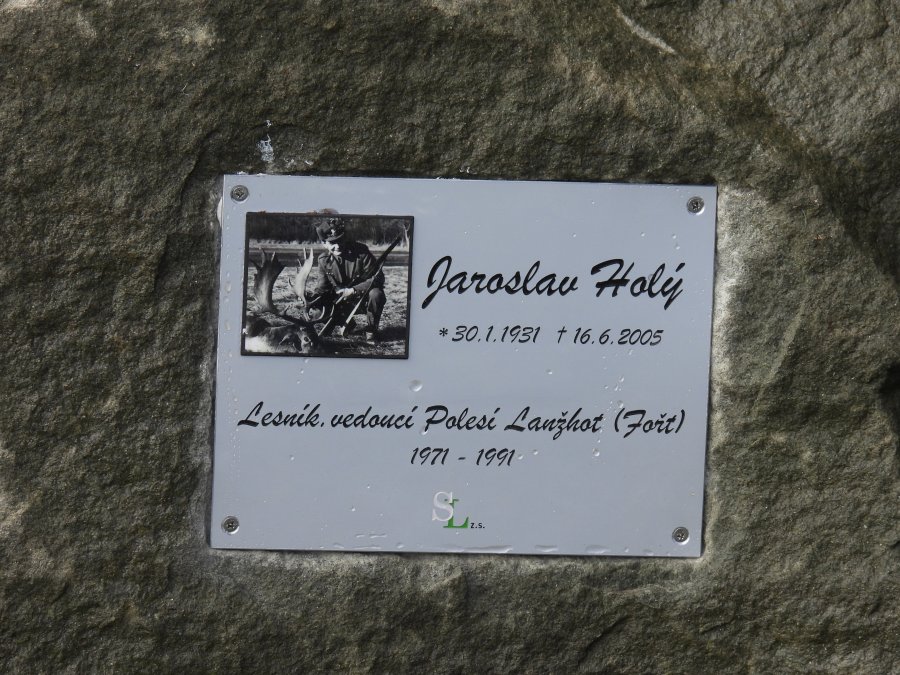 Jaroslav Holý
* 30.1.1931 † 16.6.2005
Lesník, vedoucí Polesí Lanžhot (Fořt)
1971 - 1991
SL z.s.